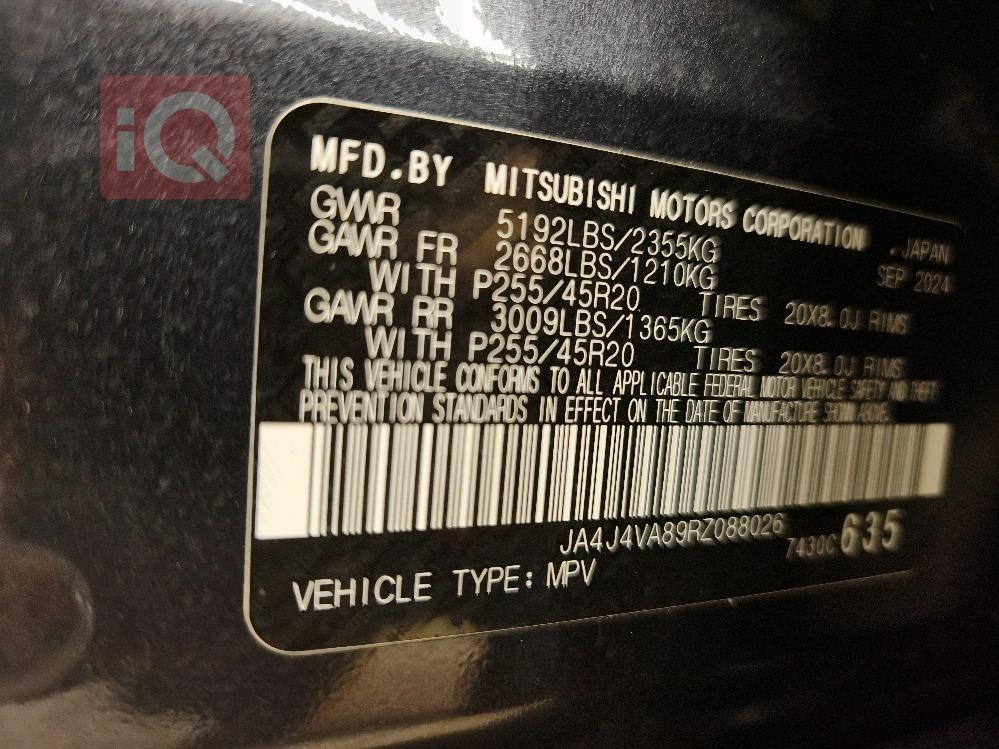 iQ
MFD.BY MITSUBISHI MOTORS CORPORATION , JAPAN
GVWR 5192LBS/2355KG SEP 2024
GAWR FR 2668LBS/1210KG
WITH P255/45R20 TIRES 20X8.0J RIMS
GAWR RR 3009LBS/1365KG
WITH P255/45R20 TIRES 20X8.0J RIMS
THIS VEHICLE CONFORMS TO ALL APPLICABLE FEDERAL MOTOR VEHICLE SAFETY AND THEFT
PREVENTION STANDARDS IN EFFECT ON THE DATE OF MANUFACTURE SHOWN ABOVE.
JA4J4VA89RZ088026 7430C 635
VEHICLE TYPE: MPV